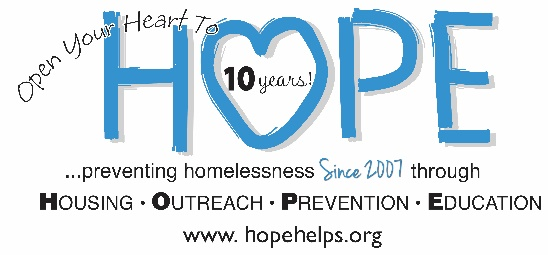 Open Your Heart To
HOPE
10 years!
...preventing homelessness Since 2007 through
HOUSING • OUTREACH • PREVENTION • EDUCATION
www. hopehelps.org